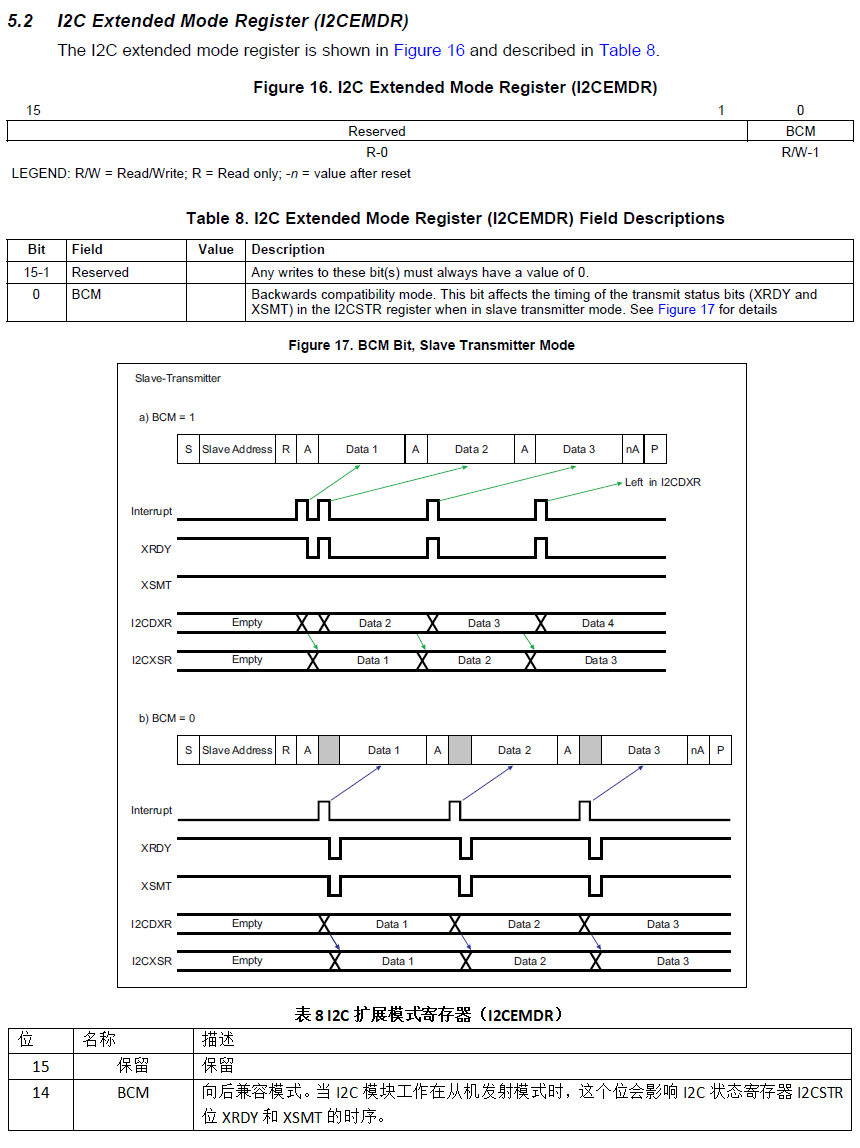 5.2 I2C Extended Mode Register (I2CEMDR)
The I2C extended mode register is shown in Figure 16 and described in Table 8.
Figure 16. I2C Extended Mode Register (I2CEMDR)
15 1 0
Reserved BCM
R-0 R/W-1
LEGEND: R/W = Read/Write; R = Read only; -n = value after reset
Table 8. I2C Extended Mode Register (I2CEMDR) Field Descriptions
Bit Field Value Description
15-1 Reserved Any writes to these bit(s) must always have a value of 0.
0 BCM Backwards compatibility mode. This bit affects the timing of the transmit status bits (XRDY and
XSMT) in the I2CSTR register when in slave transmitter mode. See Figure 17 for details
Figure 17. BCM Bit, Slave Transmitter Mode
Slave-Transmitter
a) BCM = 1
S Slave Address R A Data 1 A Data 2 A Data 3 nA P
Left in I2CDXR
Interrupt
XRDY
XSMT
I2CDXR Empty Data 2 Data 3 Data 4
I2CXSR Empty Data 1 Data 2 Data 3
b) BCM = 0
S Slave Address R A Data 1 A Data 2 A Data 3 nA P
Interrupt
XRDY
XSMT
I2CDXR Empty Data 1 Data 2 Data 3
I2CXSR Empty Data 1 Data 2 Data 3
表 8 I2C 扩展模式寄存器（I2CEMDR）
位 名称 描述
15 保留 保留
14 BCM 向后兼容模式。当 I2C 模块工作在从机发射模式时，这个位会影响 I2C 状态寄存器 I2CSTR
位 XRDY 和 XSMT 的时序。